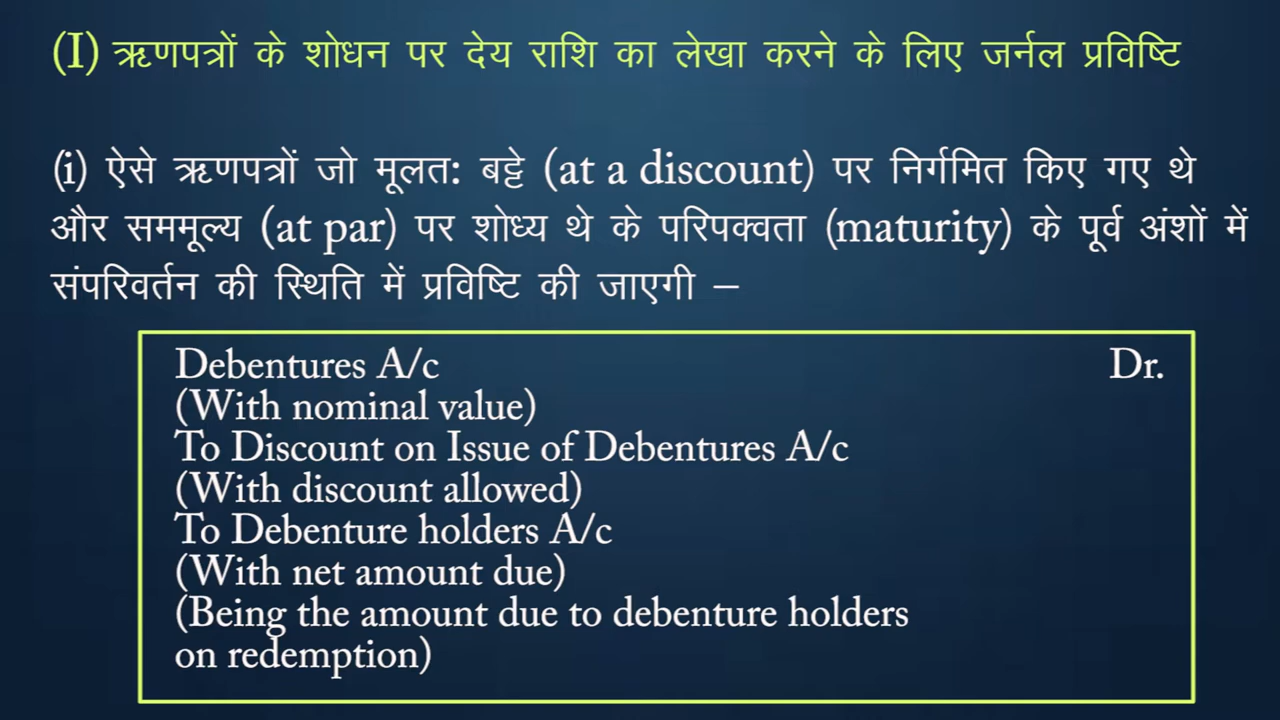 (I) ऋणपत्रों के शोधन पर देय राशि का लेखा करने के लिए जर्नल प्रविष्टि
(i) ऐसे ऋणपत्रों जो मूलत: बट्टे (at a discount) पर निर्गमित किए गए थे
और सममूल्य (at par) पर शोध्य थे के परिपक्वता (maturity) के पूर्व अंशों में
संपरिवर्तन की स्थिति में प्रविष्टि की जाएगी –
Debentures A/c Dr.
(With nominal value)
To Discount on Issue of Debentures A/c
(With discount allowed)
To Debenture holders A/c
(With net amount due)
(Being the amount due to debenture holders
on redemption)